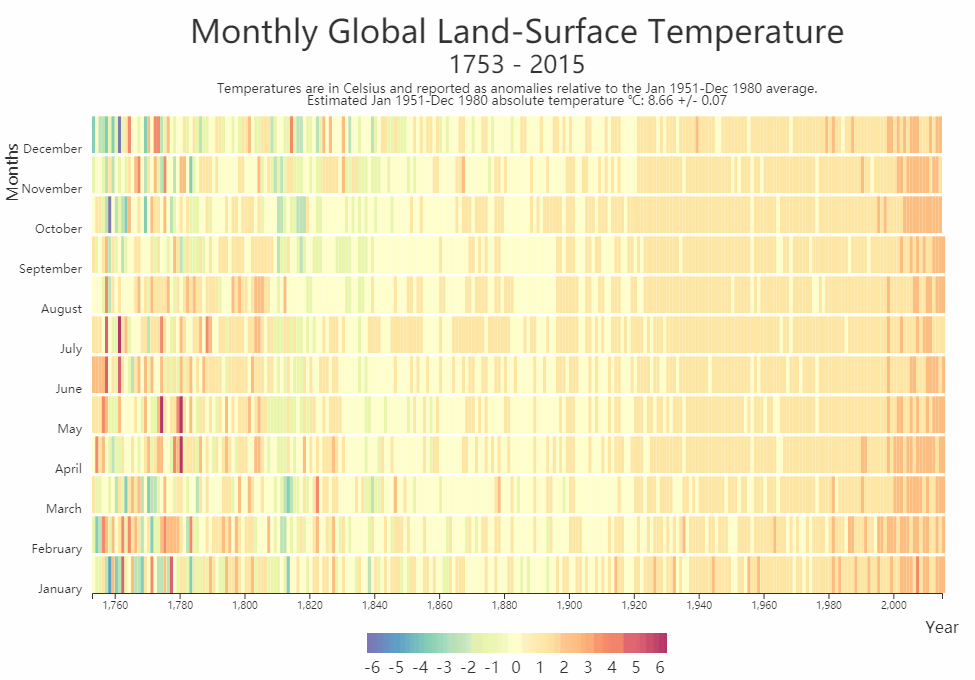 Monthly Global Land-Surface Temperature
1753 - 2015
Temperatures are in Celsius and reported as anomalies relative to the Jan 1951-Dec 1980 average.
Estimated Jan 1951-Dec 1980 absolute temperature °C: 8.66 +/- 0.07
Months
December
November
October
September
August
July
June
May
April
March
February
January
1,760 1,780 1,800 1,820 1,840 1,860 1,880 1,900 1,920 1,940 1,960 1,980 2,000
Year
-6 -5 -4 -3 -2 -1 0 1 2 3 4 5 6